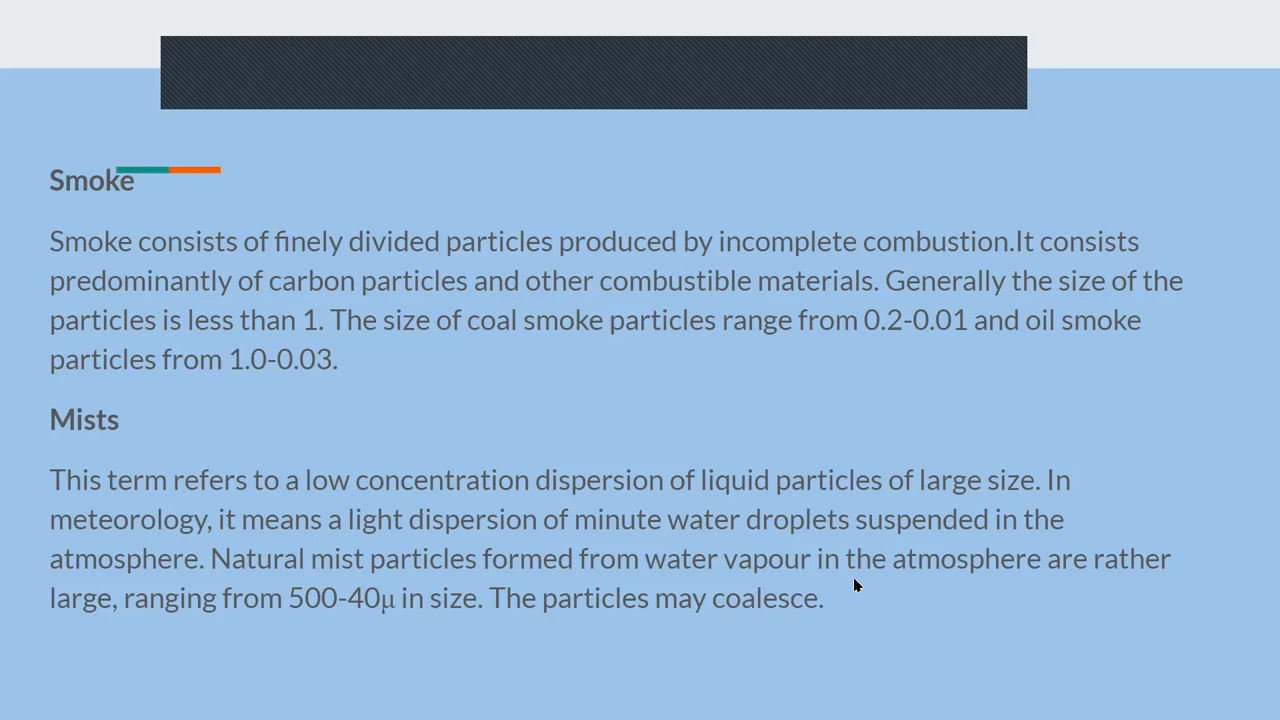 Smoke
Smoke consists of finely divided particles produced by incomplete combustion.It consists
predominantly of carbon particles and other combustible materials. Generally the size of the
particles is less than 1. The size of coal smoke particles range from 0.2-0.01 and oil smoke
particles from 1.0-0.03.
Mists
This term refers to a low concentration dispersion of liquid particles of large size. In
meteorology, it means a light dispersion of minute water droplets suspended in the
atmosphere. Natural mist particles formed from water vapour in the atmosphere are rather
large, ranging from 500-40μ in size. The particles may coalesce.